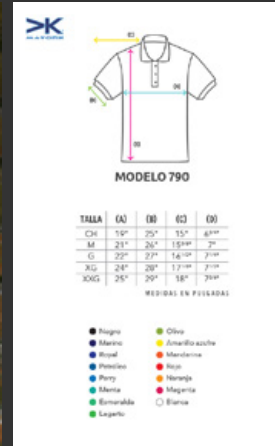 K
(C)
(A)
(B)
MODELO 790
TALLA (A) (B) (C) (D)
CH 19" 25" 15"
M 21" 26" 7"
G 22" 27"
XG 24" 28"
XXG 25" 29" 18"
MEDIDAS EN PULGADAS
Negro
Marino
Royal
Petróleo
Perry
Menta
Esmeralda
Lagarto
Olivo
Amarillo azufre
Mandarina
Rojo
Naranja
Magenta
Blanco